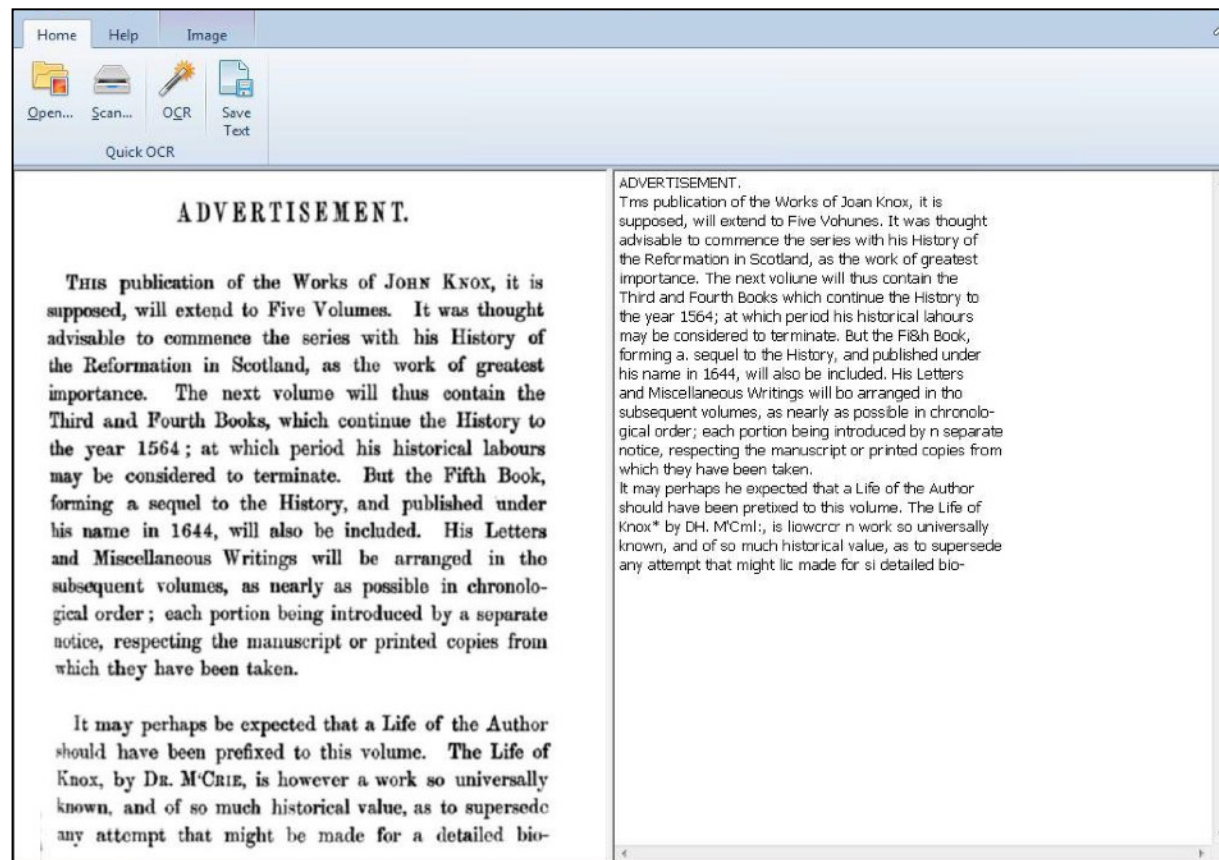 Home Help Image
Open... Scan... OCR Save Text
Quick OCR
ADVERTISEMENT.
THIS publication of the Works of JOHN KNOX, it is
supposed, will extend to Five Volumes. It was thought
advisable to commence the series with his History of
the Reformation in Scotland, as the work of greatest
importance. The next volume will thus contain the
Third and Fourth Books, which continue the History to
the year 1564; at which period his historical labours
may be considered to terminate. But the Fifth Book,
forming a sequel to the History, and published under
his name in 1644, will also be included. His Letters
and Miscellaneous Writings will be arranged in the
subsequent volumes, as nearly as possible in chronolo-
gical order; each portion being introduced by a separate
notice, respecting the manuscript or printed copies from
which they have been taken.
It may perhaps be expected that a Life of the Author
should have been prefixed to this volume. The Life of
Knox, by DR. M'CRIE, is however a work so universally
known, and of so much historical value, as to supersede
any attempt that might be made for a detailed bio-
ADVERTISEMENT.
Tms publication of the Works of Joan Knox, it is
supposed, will extend to Five Vohunes. It was thought
advisable to commence the series with his History of
the Reformation in Scotland, as the work of greatest
importance. The next voliune will thus contain the
Third and Fourth Books which continue the History to
the year 1564; at which period his historical lahours
may be considered to terminate. But the Fi&h Book,
forming a. sequel to the History, and published under
his name in 1644, will also be included. His Letters
and Miscellaneous Writings will bo arranged in tho
subsequent volumes, as nearly as possible in chronolo-
gical order; each portion being introduced by n separate
notice, respecting the manuscript or printed copies from
which they have been taken.
It may perhaps he expected that a Life of the Author
should have been pretixed to this volume. The Life of
Knox* by DH. M'Cml:, is liowcror n work so universally
known, and of so much historical value, as to supersede
any attempt that might lic made for si detailed bio-